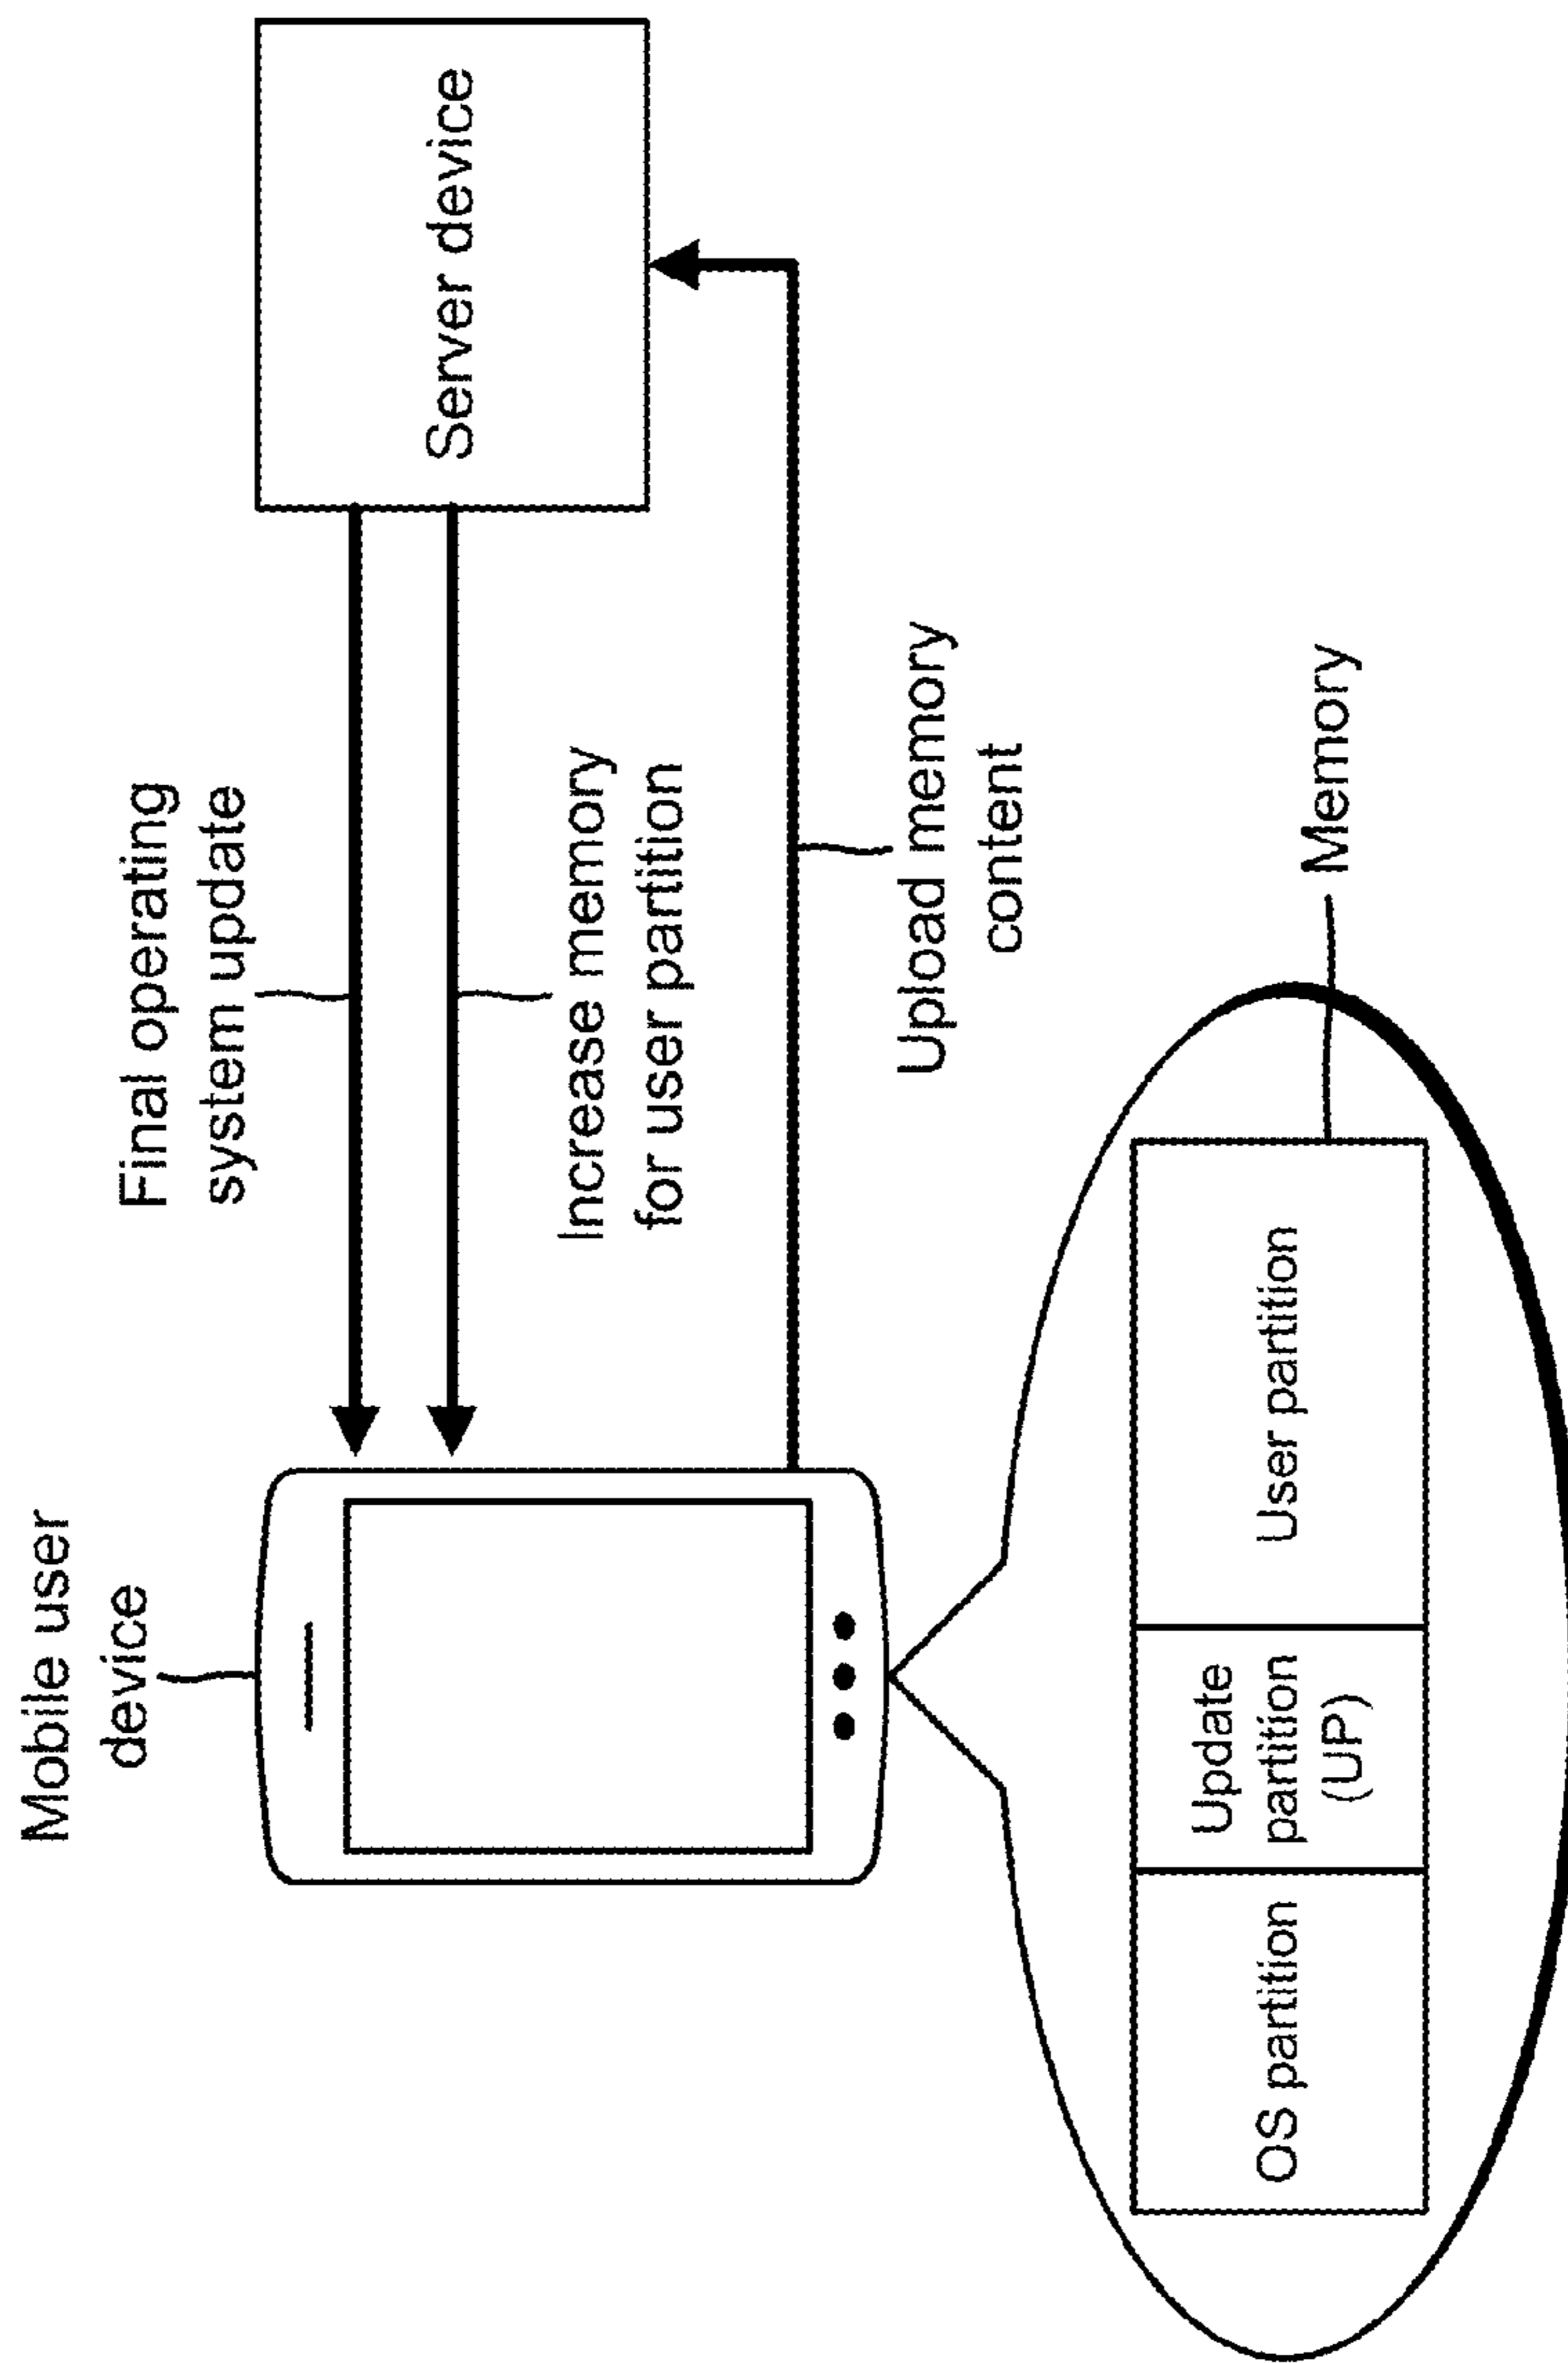 Mobile user
device
Final operating
system update
Server device
Increase memory
for user partition
Upload memory
content
Memory
OS partition
Update
partition
(UP)
User partition